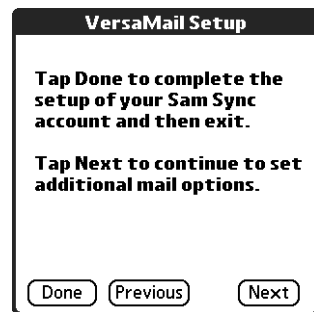 VersaMail Setup
Tap Done to complete the
setup of your Sam Sync
account and then exit.
Tap Next to continue to set
additional mail options.
Done Previous Next